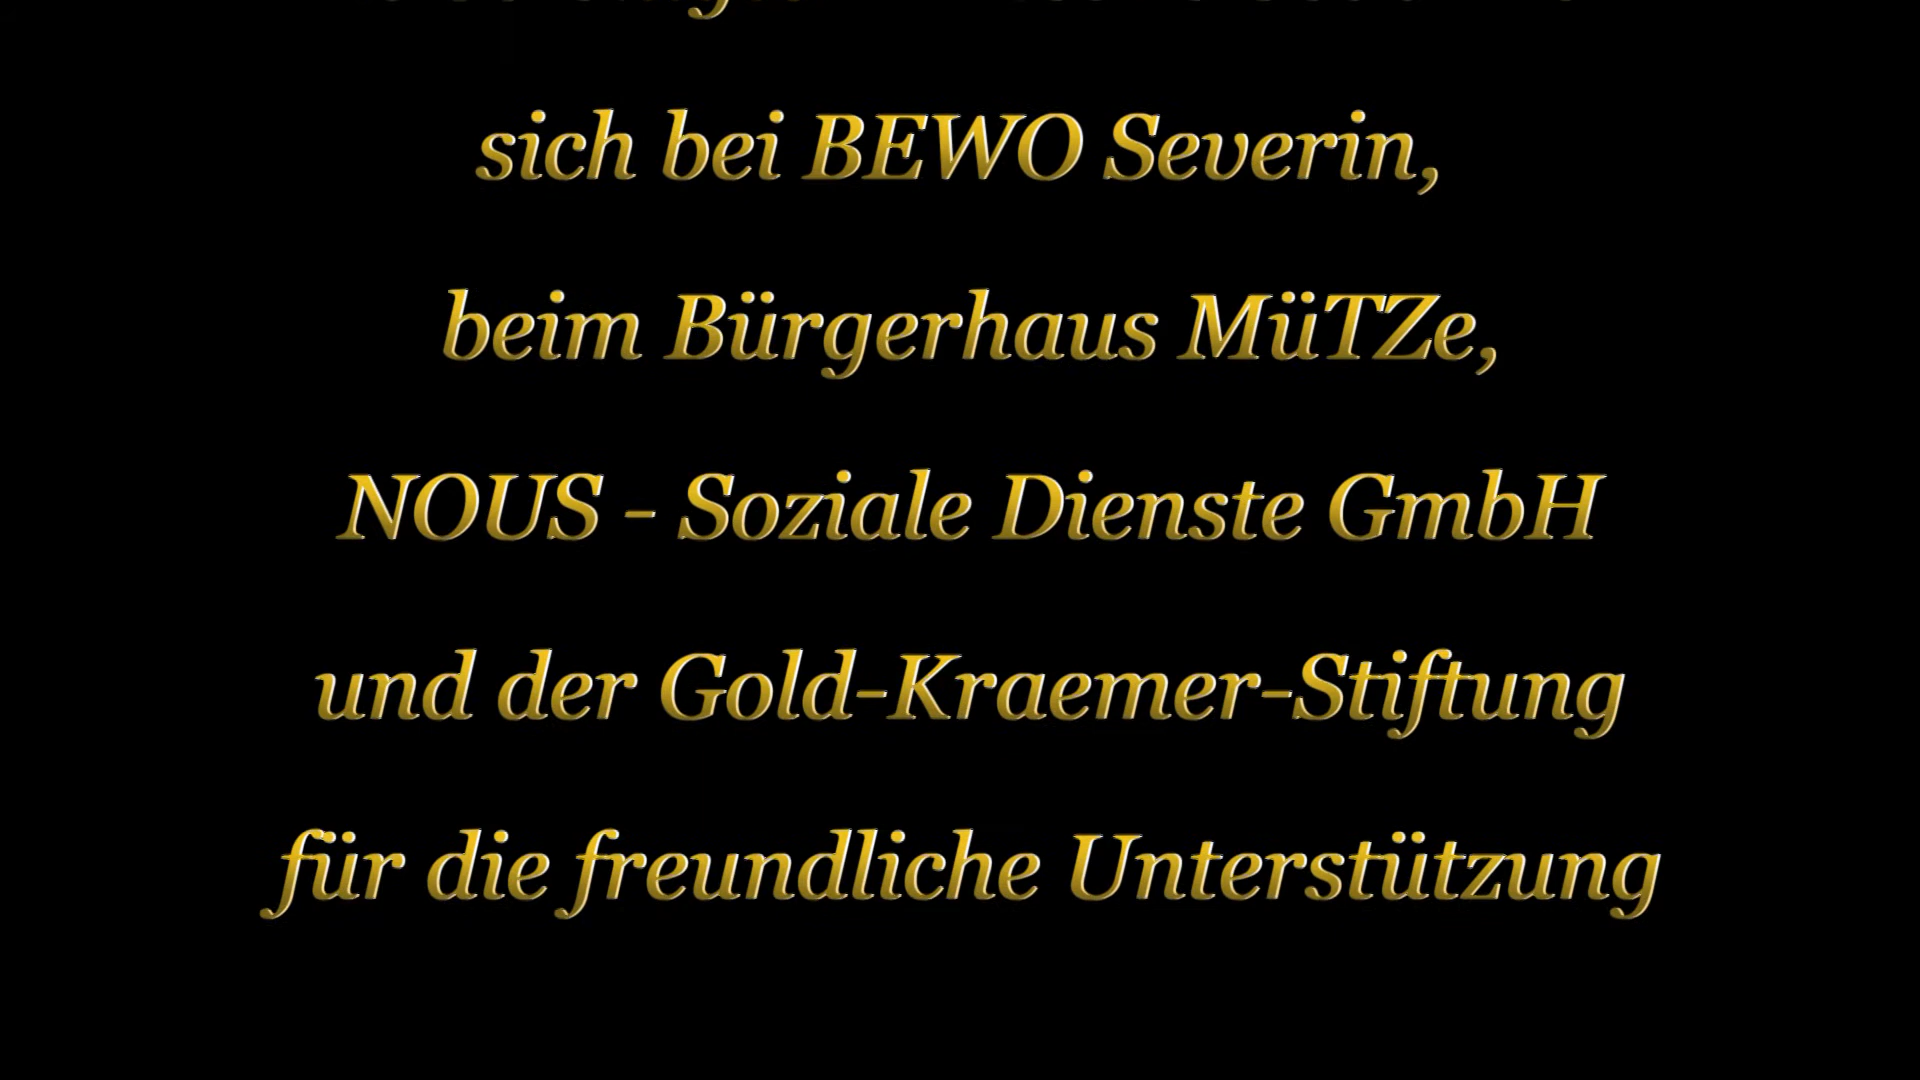 sich bei BEWO Severin,
beim Bürgerhaus MüTZe,
NOUS - Soziale Dienste GmbH
und der Gold-Kraemer-Stiftung
für die freundliche Unterstützung